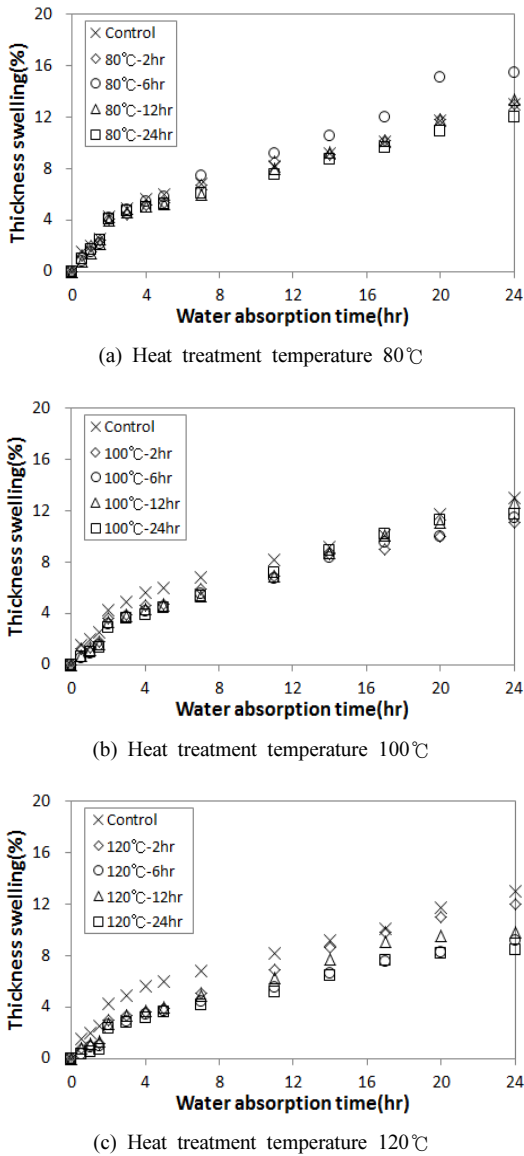 20
16
12
8
4
0
Thickness swelling(%)
Control
80℃-2hr
80℃-6hr
80℃-12hr
80℃-24hr
0 4 8 12 16 20 24
Water absorption time(hr)
(a) Heat treatment temperature 80℃
20
16
12
8
4
0
Thickness swelling(%)
Control
100℃-2hr
100℃-6hr
100℃-12hr
100℃-24hr
0 4 8 12 16 20 24
Water absorption time(hr)
(b) Heat treatment temperature 100℃
20
16
12
8
4
0
Thickness swelling(%)
Control
120℃-2hr
120℃-6hr
120℃-12hr
120℃-24hr
0 4 8 12 16 20 24
Water absorption time(hr)
(c) Heat treatment temperature 120℃